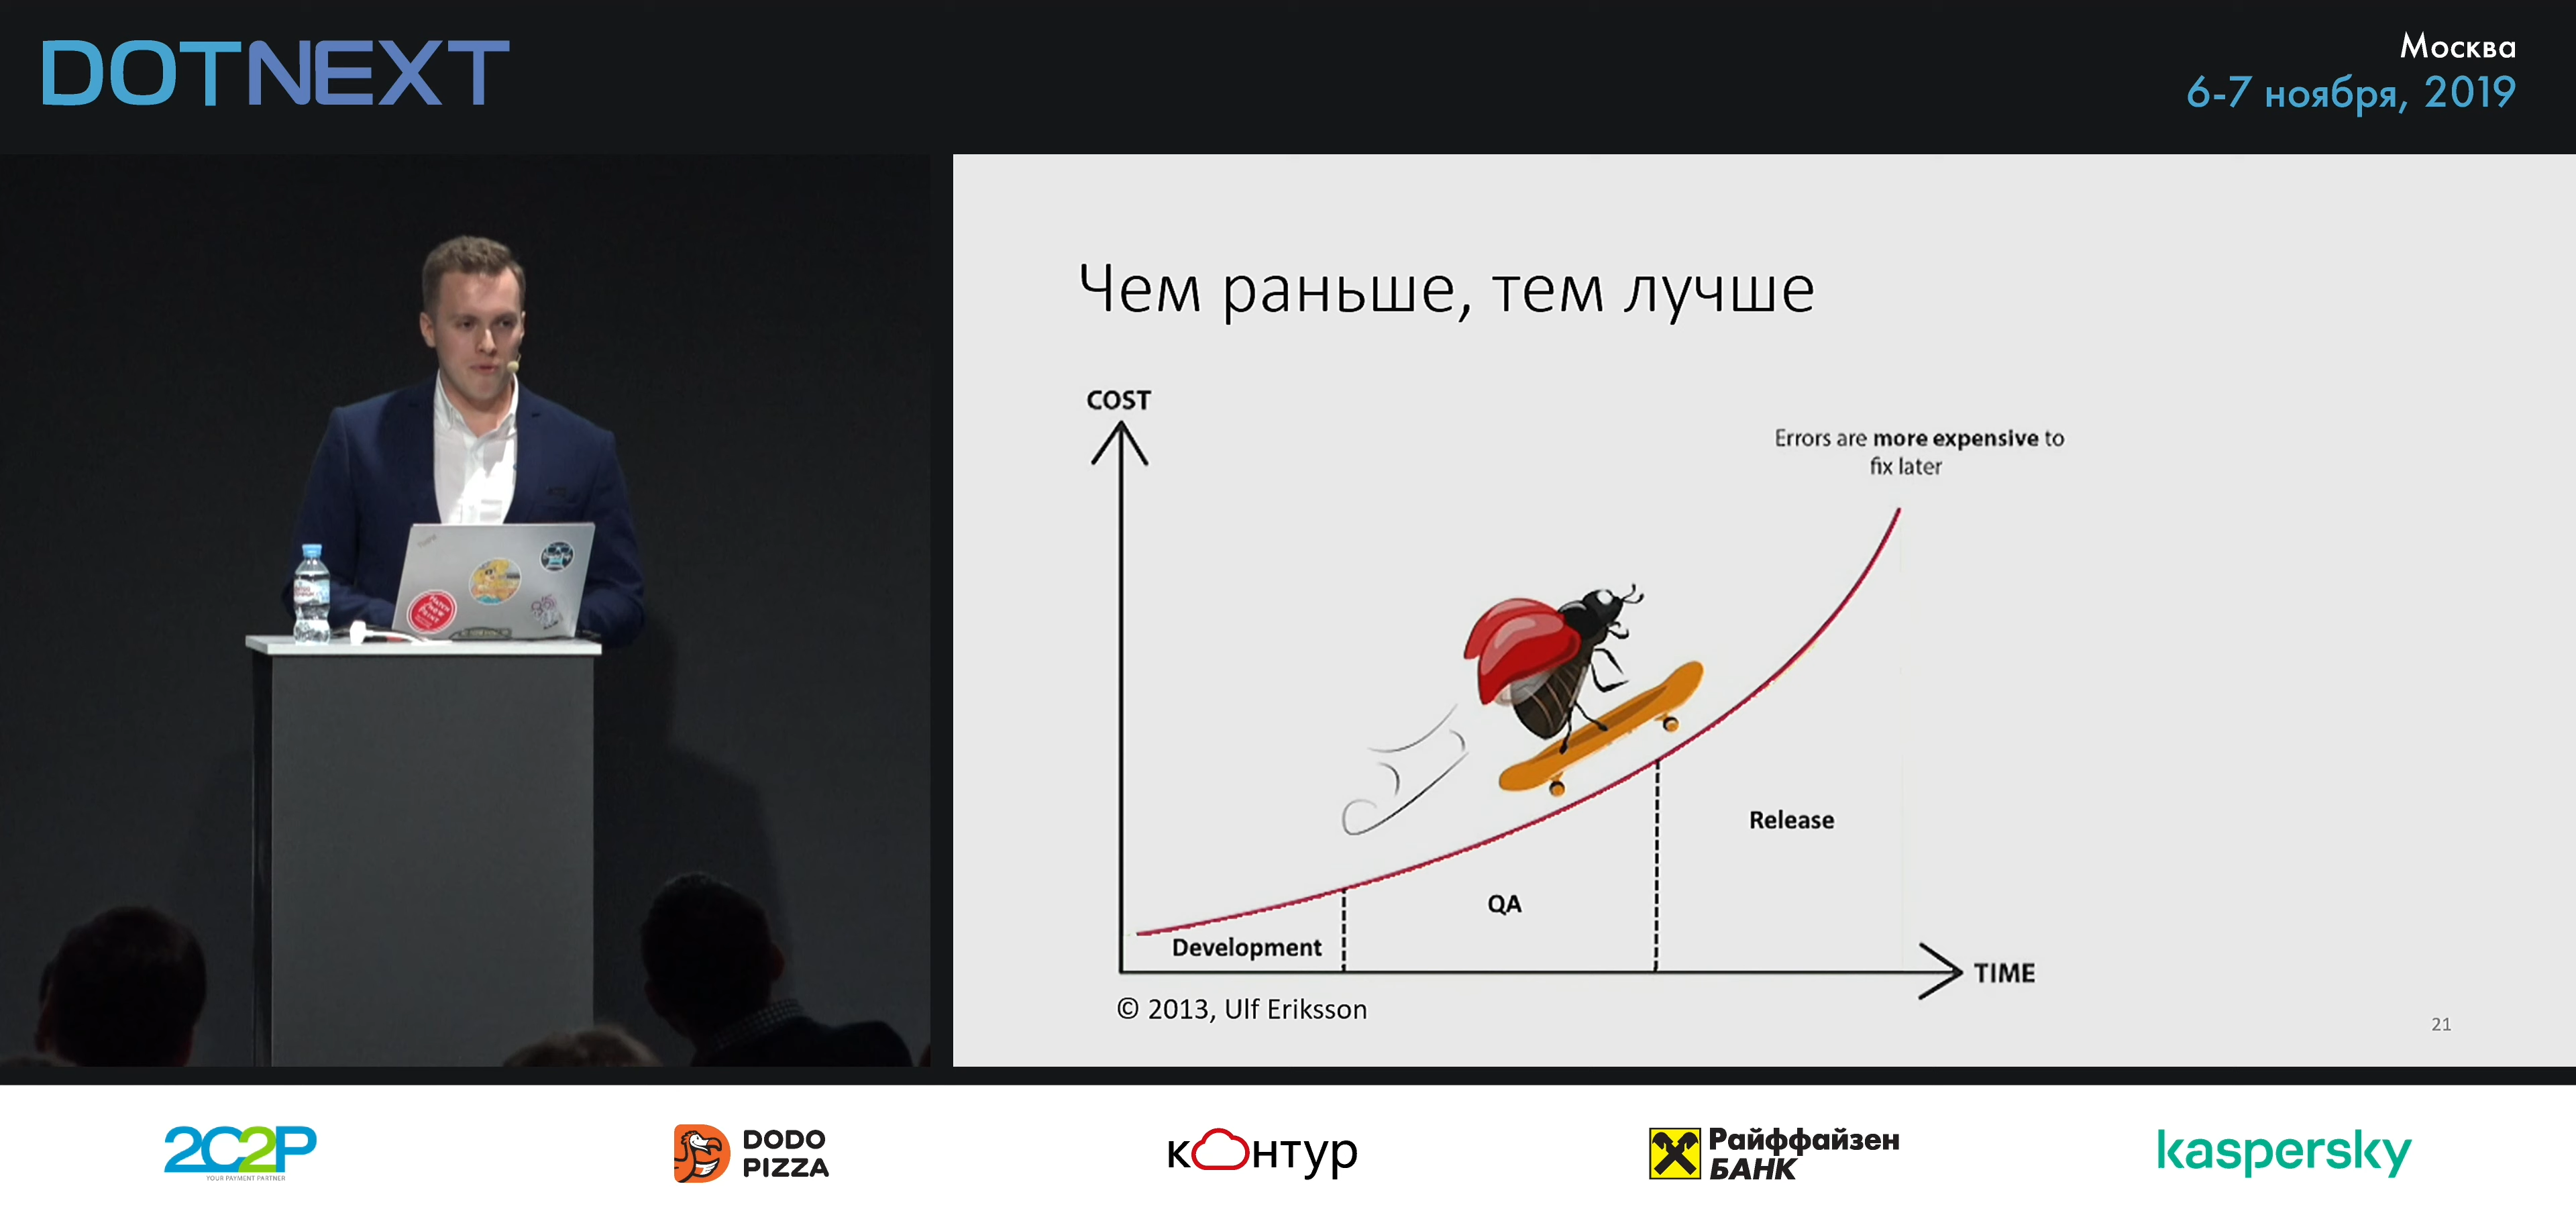 DOTNEXT
Москва
6-7 ноября, 2019
Чем раньше, тем лучше
COST
Errors are more expensive to
fix later
Release
QA
Development
TIME
© 2013, Ulf Eriksson
21
2C2P
YOUR PAYMENT PARTNER
DODO
PIZZA
контур
Райффайзен
БАНК
kaspersky